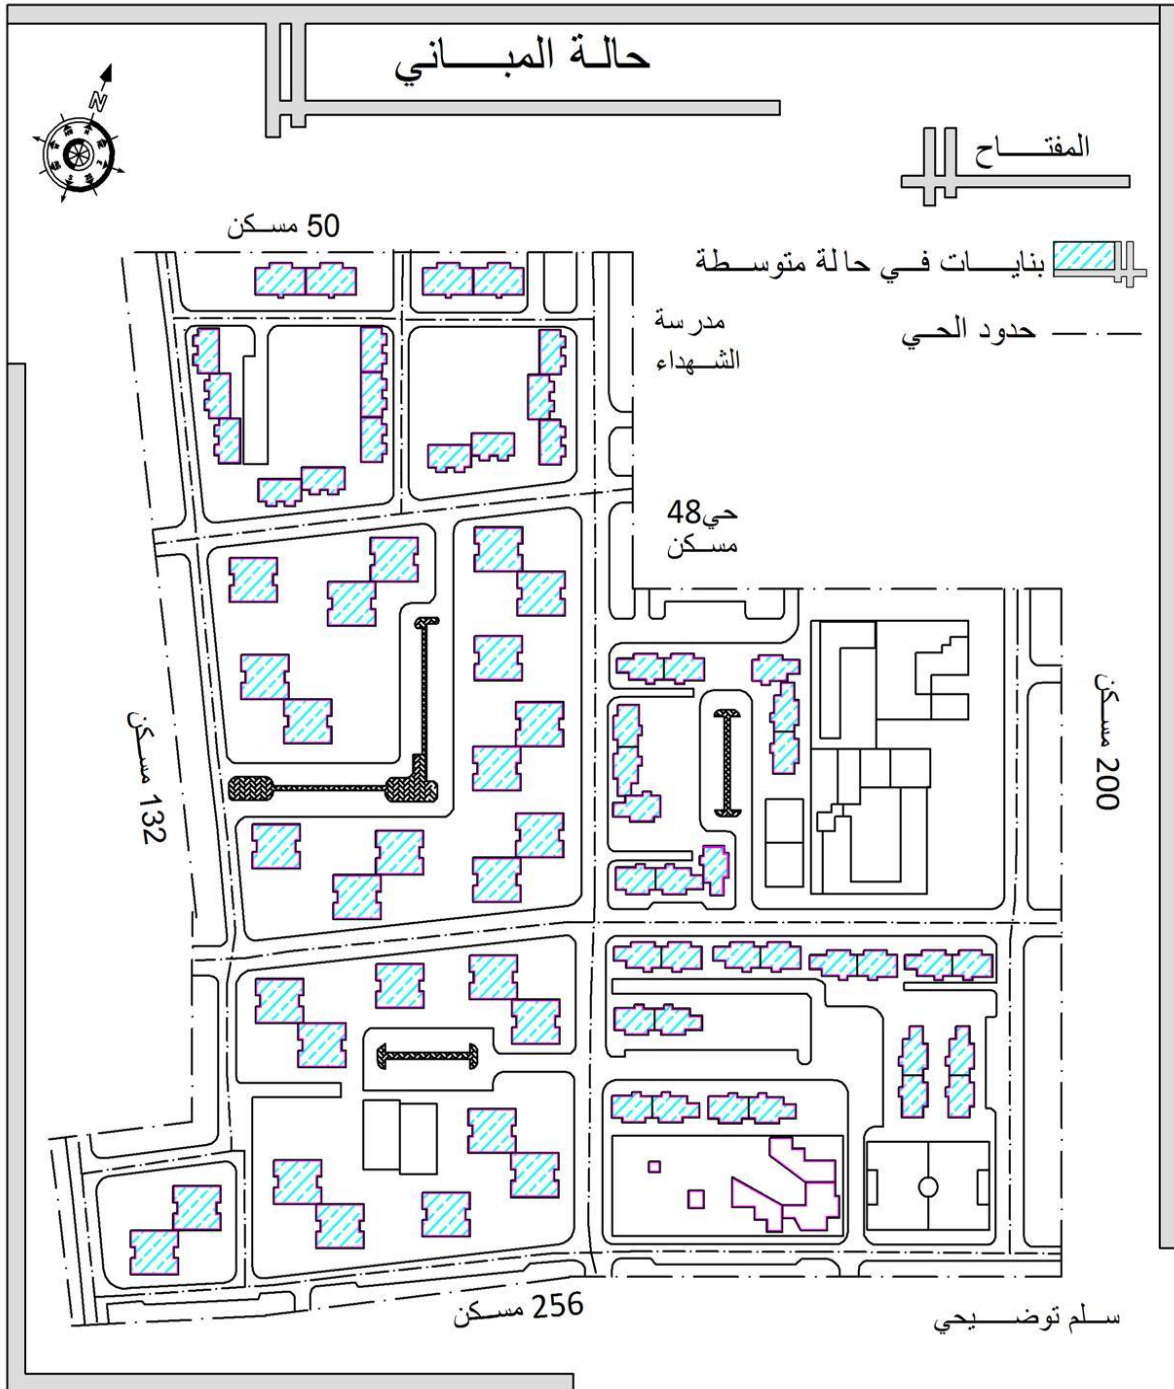 حالة المباني
N
المفتاح
50 مسكن
بنايات في حالة متوسطة
مدرسة
الشهداء
حدود الحي
حي48
مسكن
132 مسكن
200 مسكن
256 مسكن
سلم توضيحي